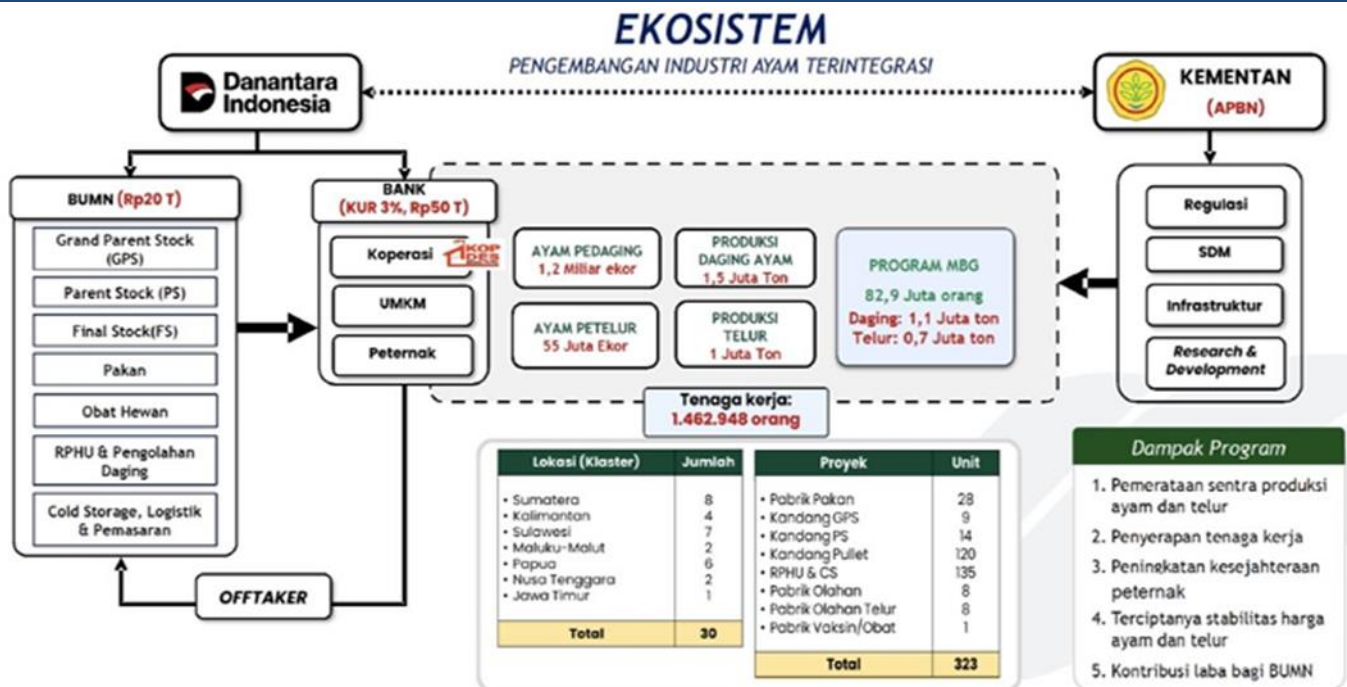 EKOSISTEM
PENGEMBANGAN INDUSTRI AYAM TERINTEGRASI
Danantara
Indonesia
KEMENTAN
(APBN)
BUMN (Rp20 T)
Grand Parent Stock
(GPS)
Parent Stock (PS)
Final Stock(FS)
Pakan
Obat Hewan
RPHU & Pengolahan
Daging
Cold Storage, Logistik
& Pemasaran
BANK
(KUR 3%, Rp50 T)
Koperasi
KOP
DES
UMKM
Peternak
OFFTAKER
AYAM PEDAGING
1,2 Miliar ekor
PRODUKSI
DAGING AYAM
1,5 Juta Ton
AYAM PETELUR
55 Juta Ekor
PRODUKSI
TELUR
1 Juta Ton
PROGRAM MBG
82,9 Juta orang
Daging: 1,1 Juta ton
Telur: 0,7 Juta ton
Tenaga kerja:
1.462.948 orang
Regulasi
SDM
Infrastruktur
Research &
Development
Lokasi (Klaster) Jumlah
• Sumatera 8
• Kalimantan 4
• Sulawesi 7
• Maluku-Malut 2
• Papua 6
• Nusa Tenggara 2
• Jawa Timur 1
Total 30
Proyek Unit
• Pabrik Pakan 28
• Kandang GPS 9
• Kandang PS 14
• Kandang Pullet 120
• RPHU & CS 135
• Pabrik Olahan 8
• Pabrik Olahan Telur 8
• Pabrik Vaksin/Obat 1
Total 323
Dampak Program
1. Pemerataan sentra produksi
ayam dan telur
2. Penyerapan tenaga kerja
3. Peningkatan kesejahteraan
peternak
4. Terciptanya stabilitas harga
ayam dan telur
5. Kontribusi laba bagi BUMN